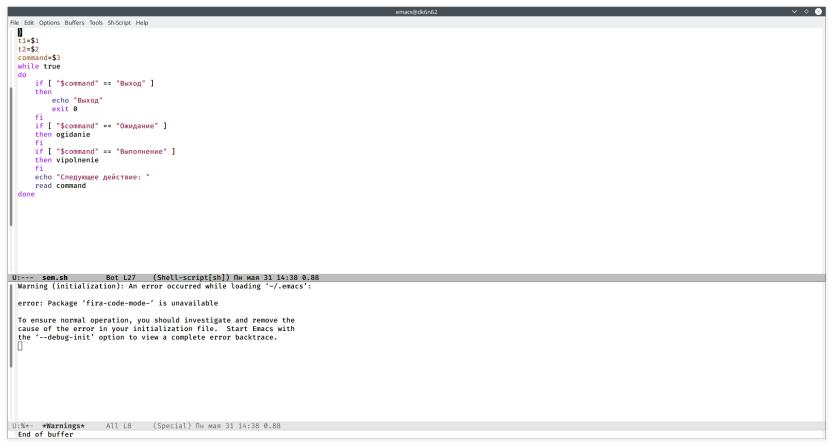 emacs@dk6n62
File Edit Options Buffers Tools Sh-Script Help
}
t1=$1
t2=$2
command=$3
while true
do
    if [ "$command" == "Выход" ]
    then
        echo "Выход"
        exit 0
    fi
    if [ "$command" == "Ожидание" ]
    then ogidanie
    fi
    if [ "$command" == "Выполнение" ]
    then vipolnenie
    fi
    echo "Следующее действие: "
    read command
done
U:--- sem.sh Bot L27 (Shell-script[sh]) Пн мая 31 14:38 0.88
Warning (initialization): An error occurred while loading ‘~/.emacs’:
error: Package ‘fira-code-mode-’ is unavailable
To ensure normal operation, you should investigate and remove the
cause of the error in your initialization file.  Start Emacs with
the ‘--debug-init’ option to view a complete error backtrace.
U:%*- *Warnings* All L8 (Special) Пн мая 31 14:38 0.88
End of buffer